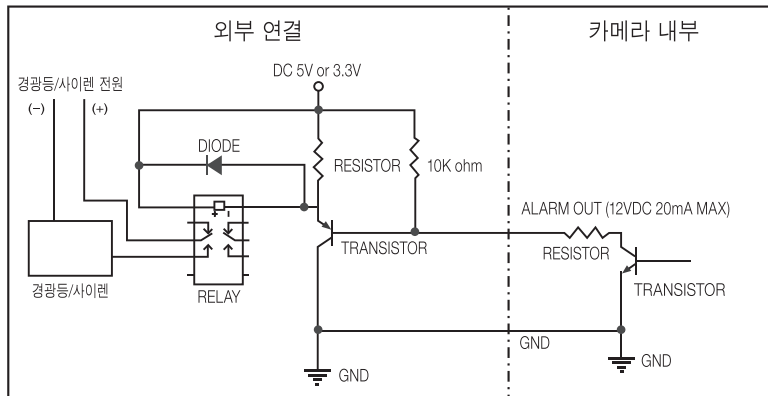 외부 연결
카메라 내부
DC 5V or 3.3V
경광등/사이렌 전원
(-)
(+)
DIODE
RESISTOR
10K ohm
+
-
ALARM OUT (12VDC 20mA MAX)
TRANSISTOR
RESISTOR
경광등/사이렌
RELAY
TRANSISTOR
GND
GND
GND